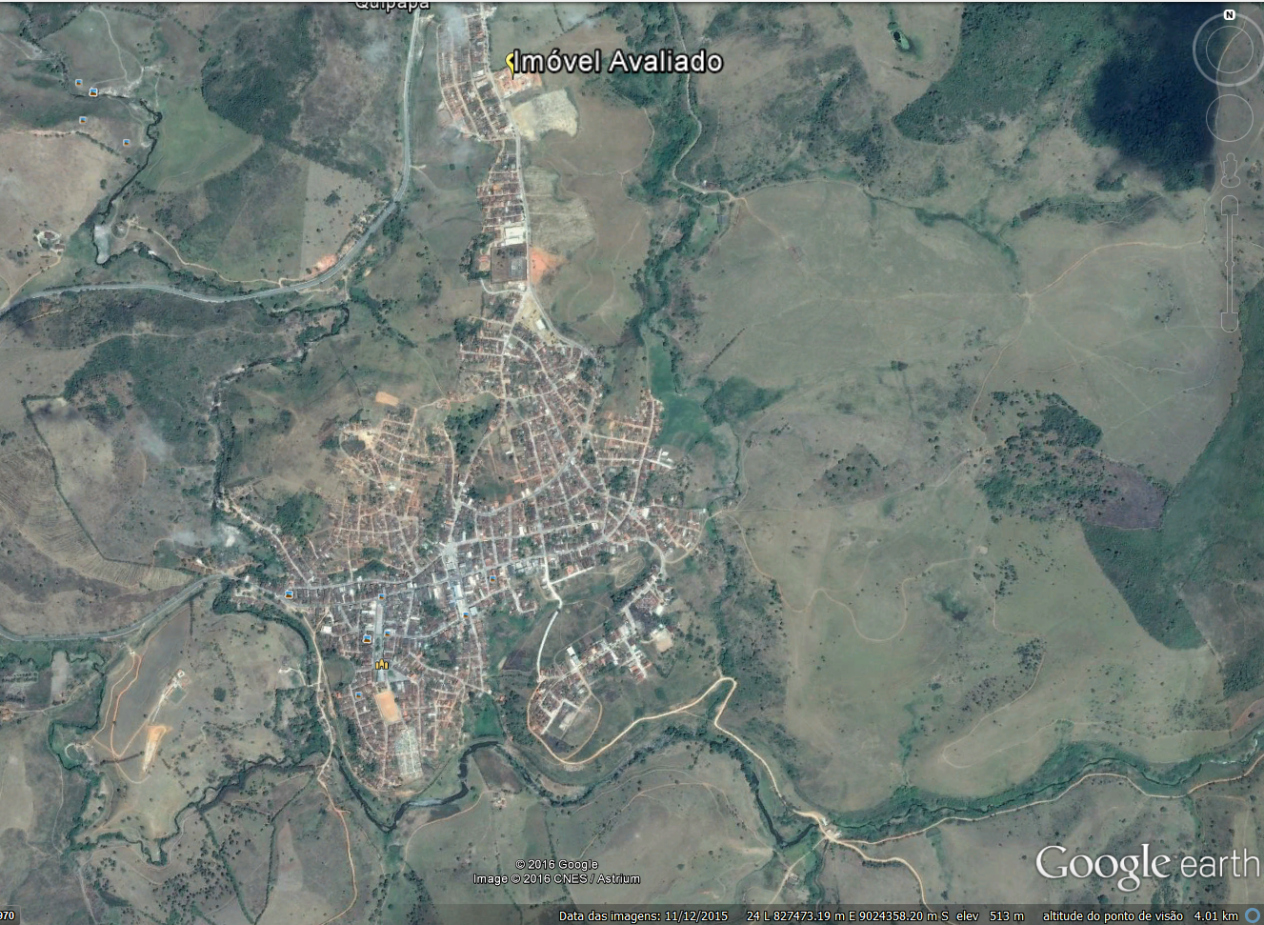 Quipapá
N
Imóvel Avaliado
© 2016 Google
Image © 2016 CNES / Astrium
Google earth
970
Data das imagens: 11/12/2015 24 L 827473.19 m E 9024358.20 m S elev 513 m altitude do ponto de visão 4.01 km